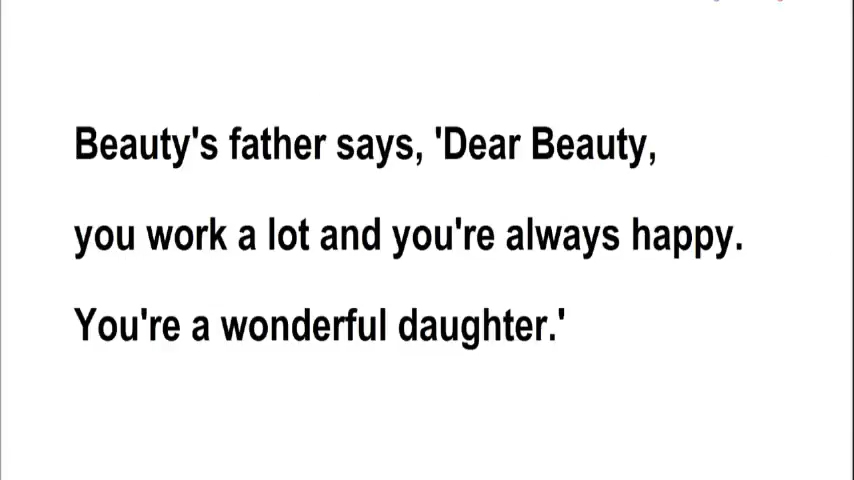 Beauty's father says, 'Dear Beauty,
you work a lot and you're always happy.
You're a wonderful daughter.'